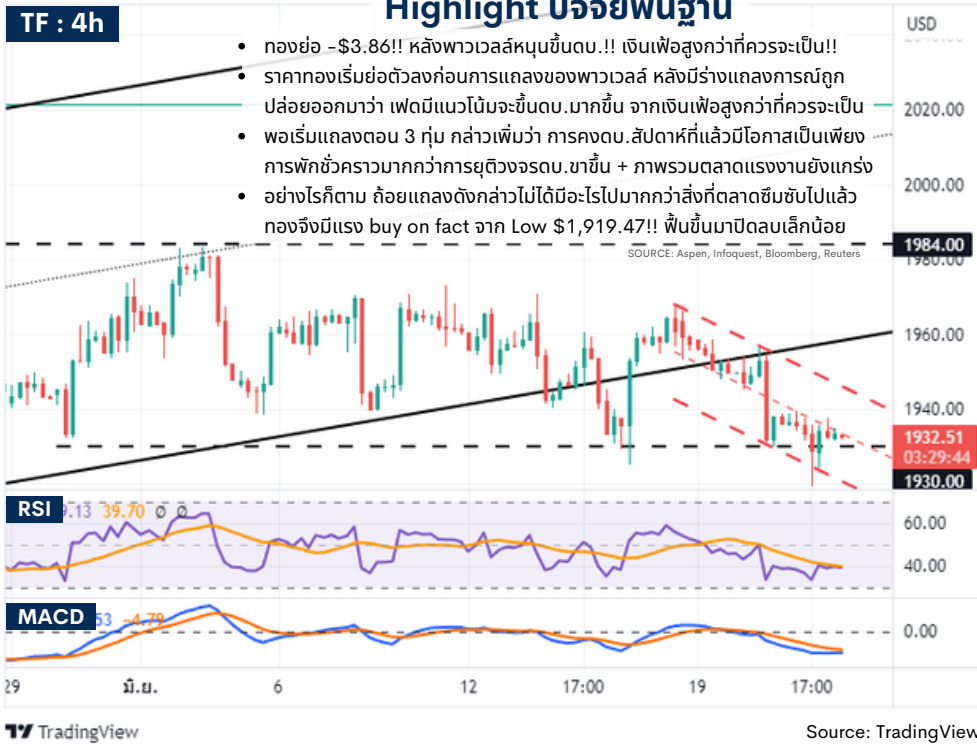 Highlight ปัจจัยพื้นฐาน
TF : 4h
USD
• ทองย่อ -$3.86!! หลังพาวเวลล์หนุนขึ้นดบ.!! เงินเฟ้อสูงกว่าที่ควรจะเป็น!!
• ราคาทองเริ่มย่อตัวลงก่อนการแถลงของพาวเวลล์ หลังมีร่างแถลงการณ์ถูก
ปล่อยออกมาว่า เฟดมีแนวโน้มจะขึ้นดบ.มากขึ้น จากเงินเฟ้อสูงกว่าที่ควรจะเป็น
• พอเริ่มแถลงตอน 3 ทุ่ม กล่าวเพิ่มว่า การคงดบ.สัปดาห์ที่แล้วมีโอกาสเป็นเพียง
การพักชั่วคราวมากกว่าการยุติวงจรดบ.ขาขึ้น + ภาพรวมตลาดแรงงานยังแกร่ง
• อย่างไรก็ตาม ถ้อยแถลงดังกล่าวไม่ได้มีอะไรไปมากกว่าสิ่งที่ตลาดซึมซับไปแล้ว
ทองจึงมีแรง buy on fact จาก Low $1,919.47!! ฟื้นขึ้นมาปิดลบเล็กน้อย
SOURCE: Aspen, Infoquest, Bloomberg, Reuters
2020.00
2000.00
1984.00
1980.00
1960.00
1940.00
1932.51
03:29:44
1930.00
RSI 9.13 39.70 Ø Ø
60.00
40.00
MACD 53 -4.79
0.00
29 มิ.ย. 6 12 17:00 19 17:00
TradingView
Source: TradingView